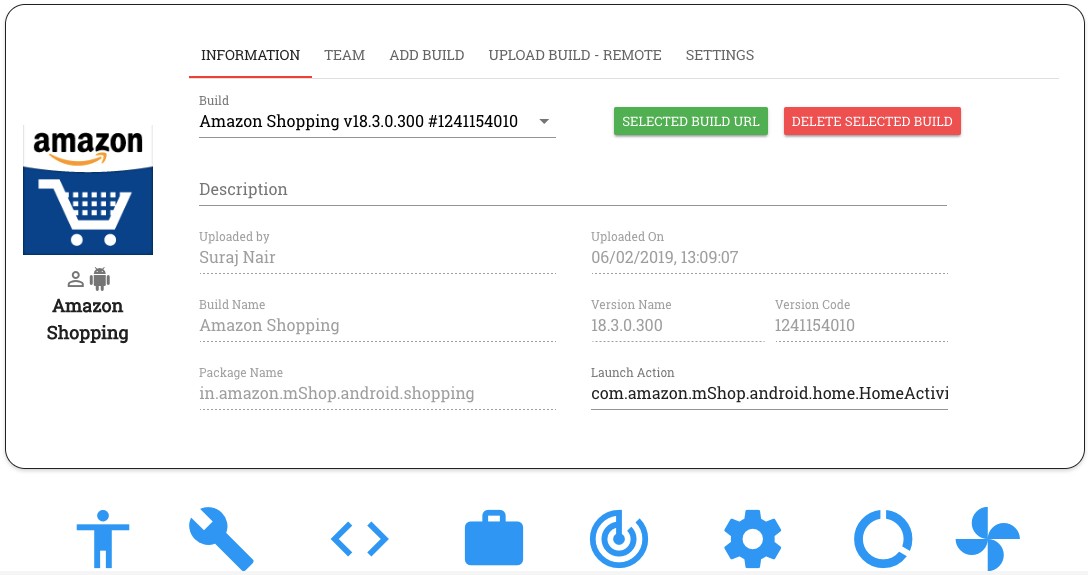 INFORMATION TEAM ADD BUILD UPLOAD BUILD - REMOTE SETTINGS
Build
Amazon Shopping v18.3.0.300 #1241154010
SELECTED BUILD URL DELETE SELECTED BUILD
amazon
Description
Uploaded by Uploaded On
Suraj Nair 06/02/2019, 13:09:07
Amazon
Shopping
Build Name Version Name Version Code
Amazon Shopping 18.3.0.300 1241154010
Package Name Launch Action
in.amazon.mShop.android.shopping com.amazon.mShop.android.home.HomeActivi